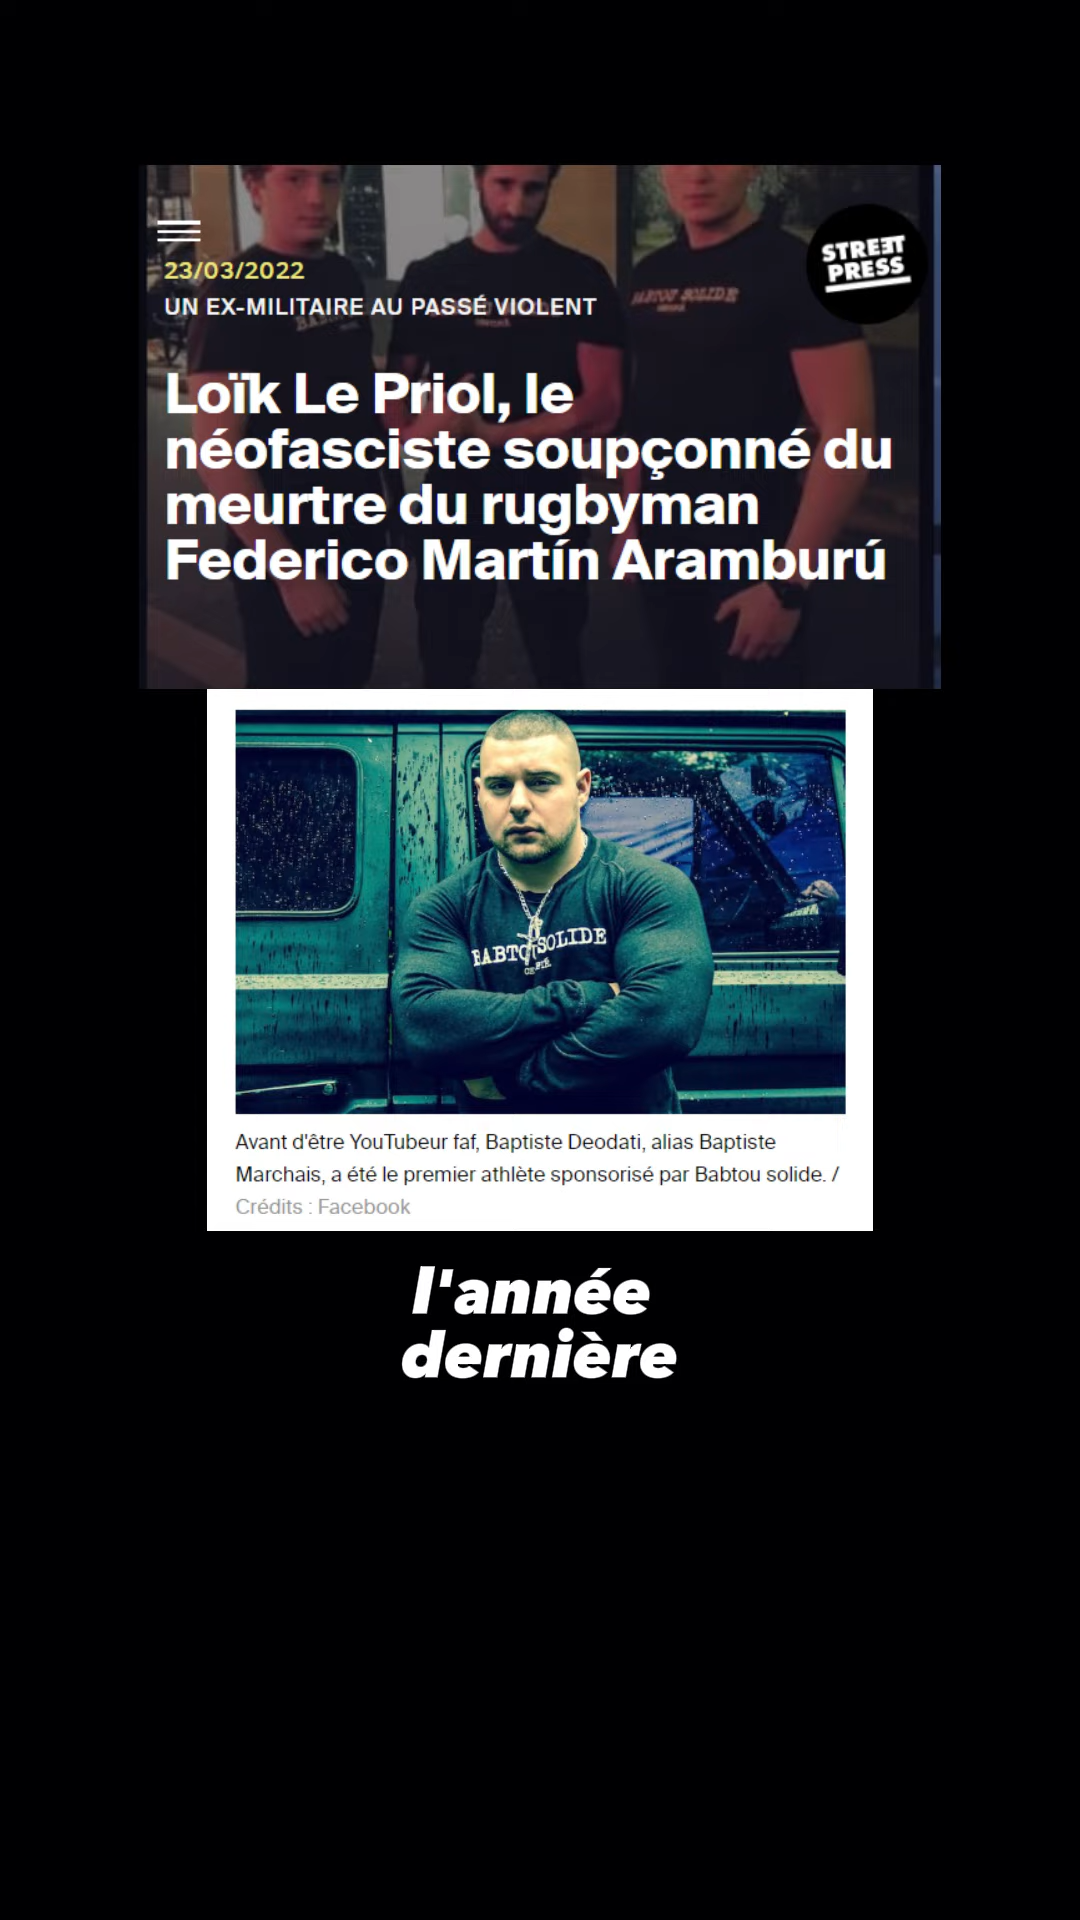 23/03/2022
UN EX-MILITAIRE AU PASSÉ VIOLENT
STREET
PRESS
BABTOU SOLIDE
Loïk Le Priol, le
néofasciste soupçonné du
meurtre du rugbyman
Federico Martín Aramburú
BABTOU SOLIDE
Avant d'être YouTubeur faf, Baptiste Deodati, alias Baptiste
Marchais, a été le premier athlète sponsorisé par Babtou solide. /
Crédits : Facebook
l'année
dernière